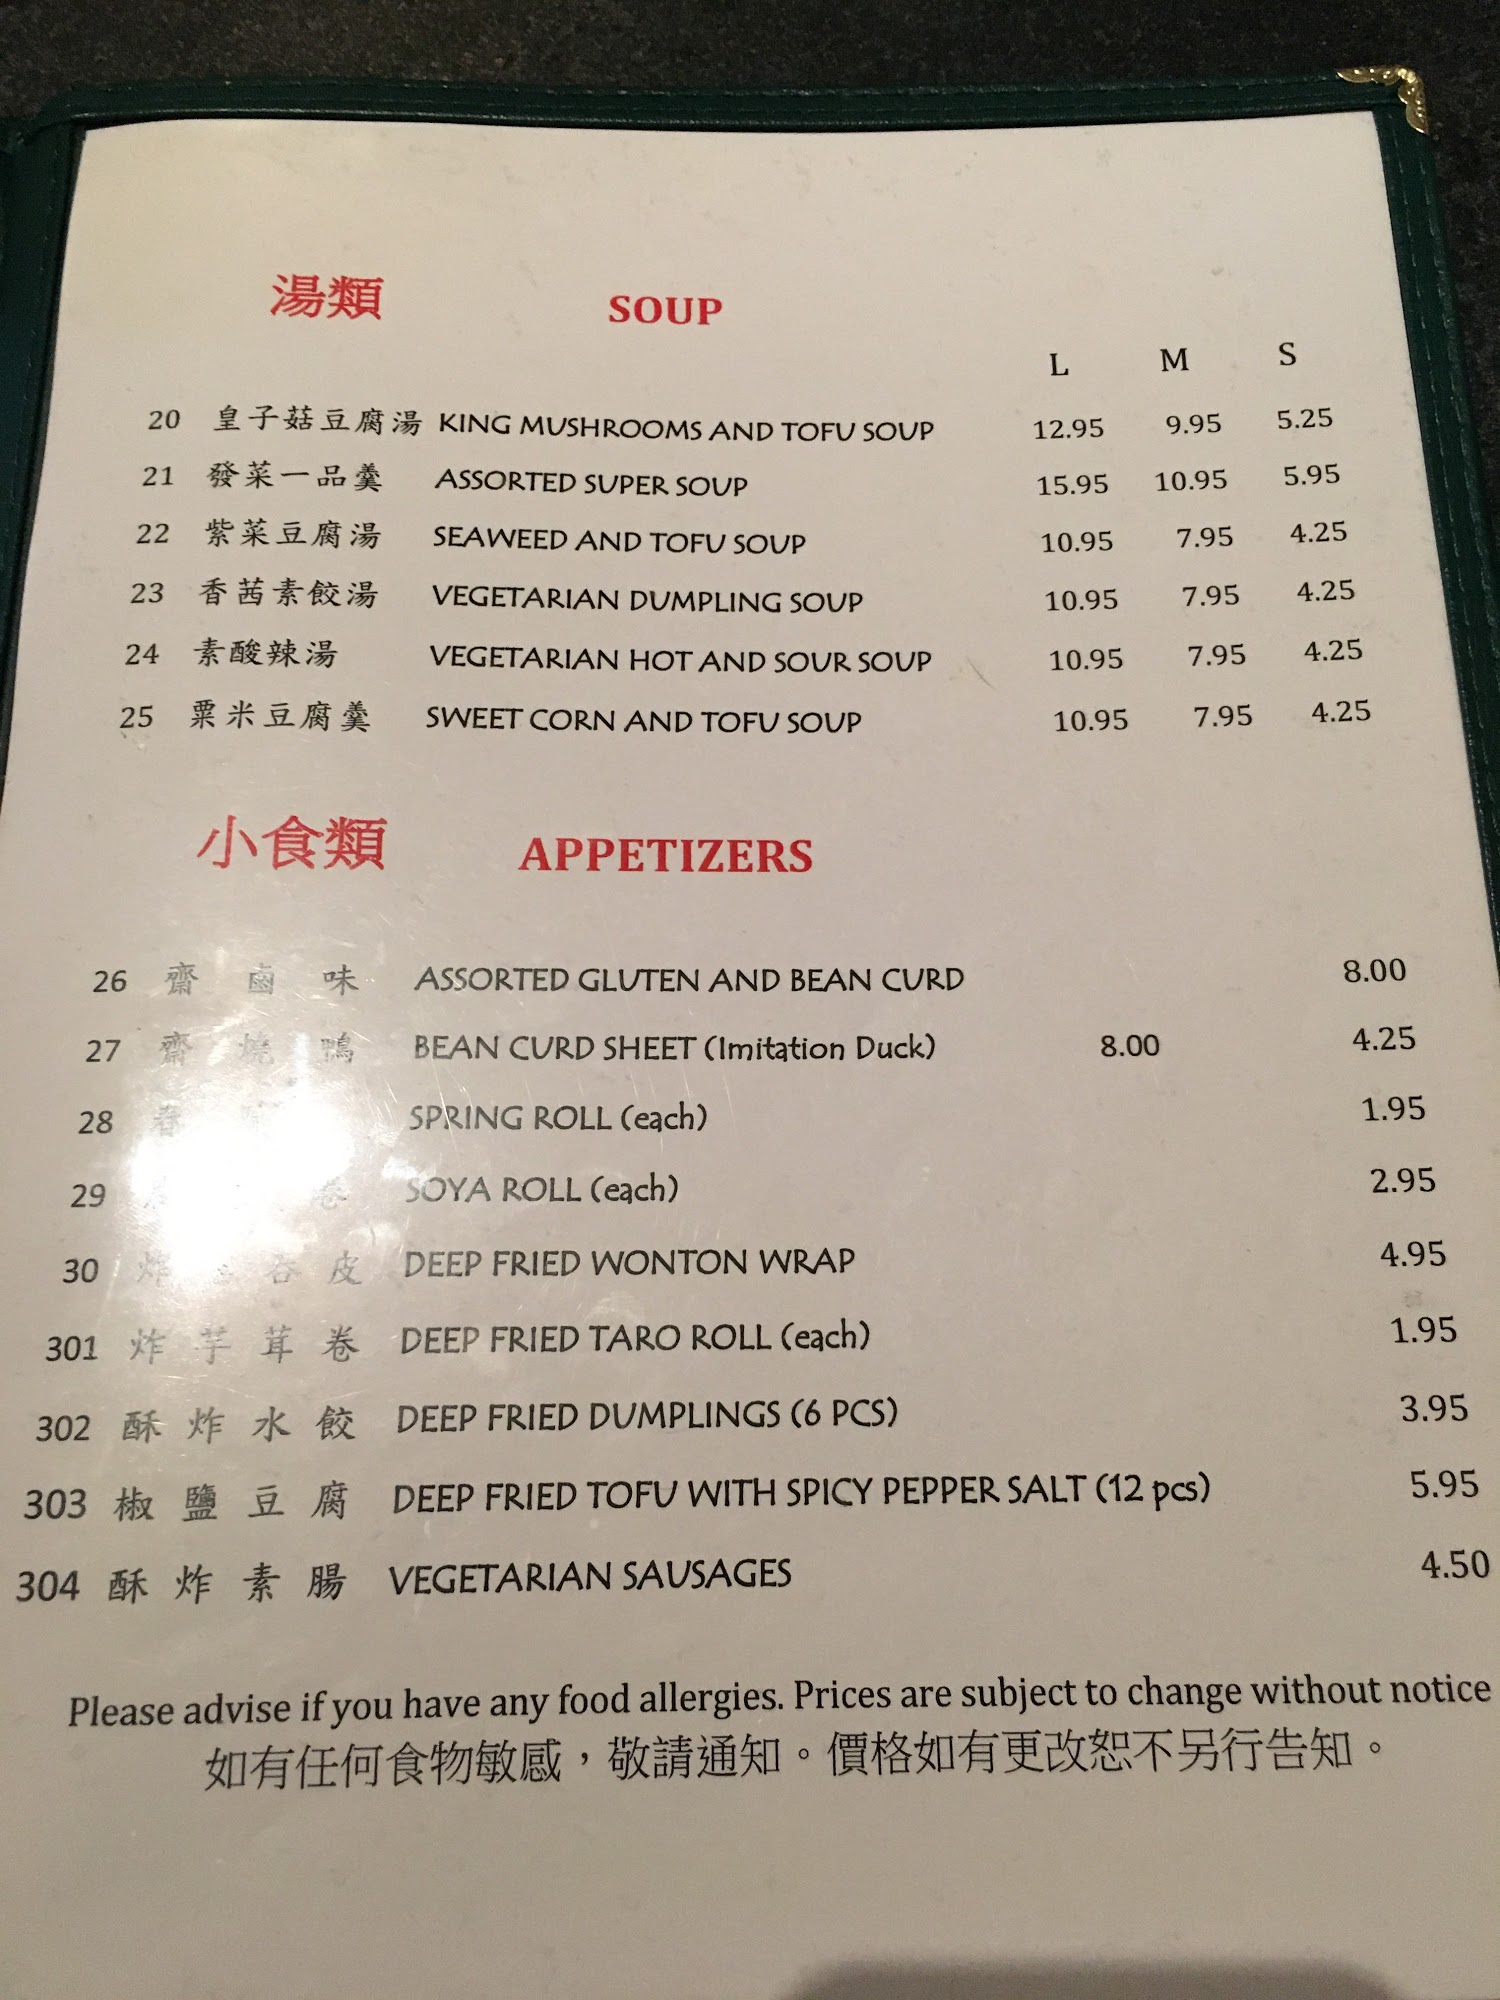 湯類 SOUP
L M S
20 皇子菇豆腐湯 KING MUSHROOMS AND TOFU SOUP 12.95 9.95 5.25
21 發菜一品羹 ASSORTED SUPER SOUP 15.95 10.95 5.95
22 紫菜豆腐湯 SEAWEED AND TOFU SOUP 10.95 7.95 4.25
23 香茜素餃湯 VEGETARIAN DUMPLING SOUP 10.95 7.95 4.25
24 素酸辣湯 VEGETARIAN HOT AND SOUR SOUP 10.95 7.95 4.25
25 粟米豆腐羹 SWEET CORN AND TOFU SOUP 10.95 7.95 4.25
小食類 APPETIZERS
26 齋 鹵 味 ASSORTED GLUTEN AND BEAN CURD 8.00
27 齋 燒 鴨 BEAN CURD SHEET (Imitation Duck) 8.00 4.25
28 春 SPRING ROLL (each) 1.95
29 卷 SOYA ROLL (each) 2.95
30 炸 吞 皮 DEEP FRIED WONTON WRAP 4.95
301 炸 芋 茸 卷 DEEP FRIED TARO ROLL (each) 1.95
302 酥 炸 水 餃 DEEP FRIED DUMPLINGS (6 PCS) 3.95
303 椒 鹽 豆 腐 DEEP FRIED TOFU WITH SPICY PEPPER SALT (12 pcs) 5.95
304 酥 炸 素 腸 VEGETARIAN SAUSAGES 4.50
Please advise if you have any food allergies. Prices are subject to change without notice
如有任何食物敏感，敬請通知。價格如有更改恕不另行告知。